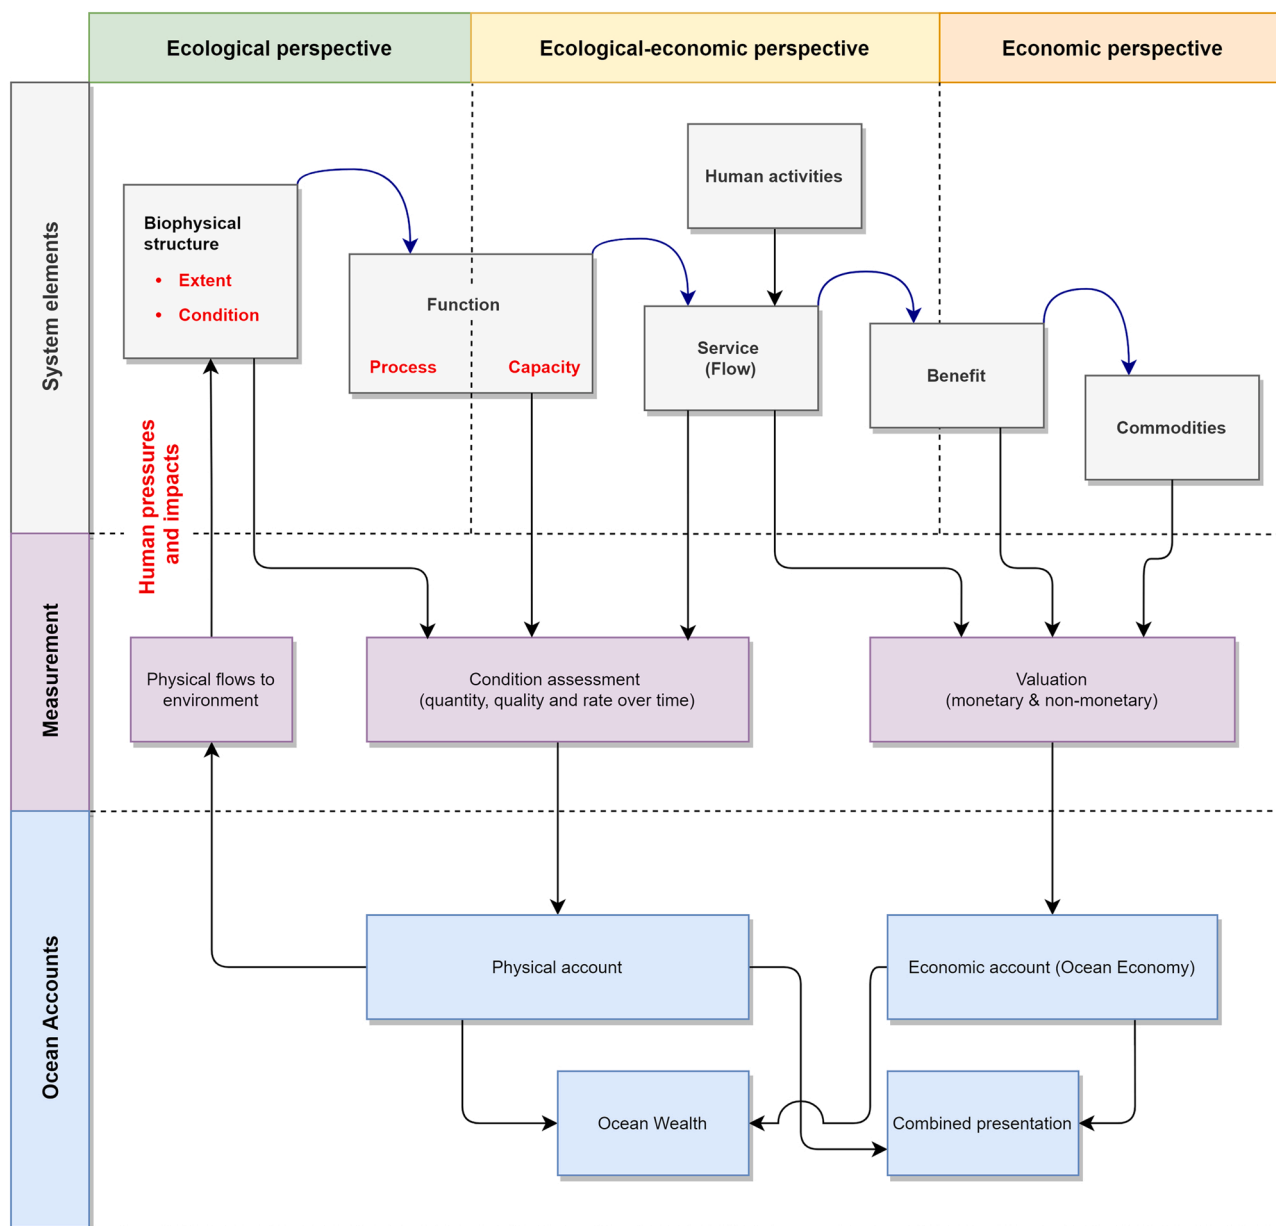 Ecological perspective
Ecological-economic perspective
Economic perspective
System elements
Human activities
Biophysical
structure
• Extent
• Condition
Function
Process
Capacity
Service
(Flow)
Benefit
Commodities
Human pressures
and impacts
Measurement
Physical flows to
environment
Condition assessment
(quantity, quality and rate over time)
Valuation
(monetary & non-monetary)
Ocean Accounts
Physical account
Economic account (Ocean Economy)
Ocean Wealth
Combined presentation